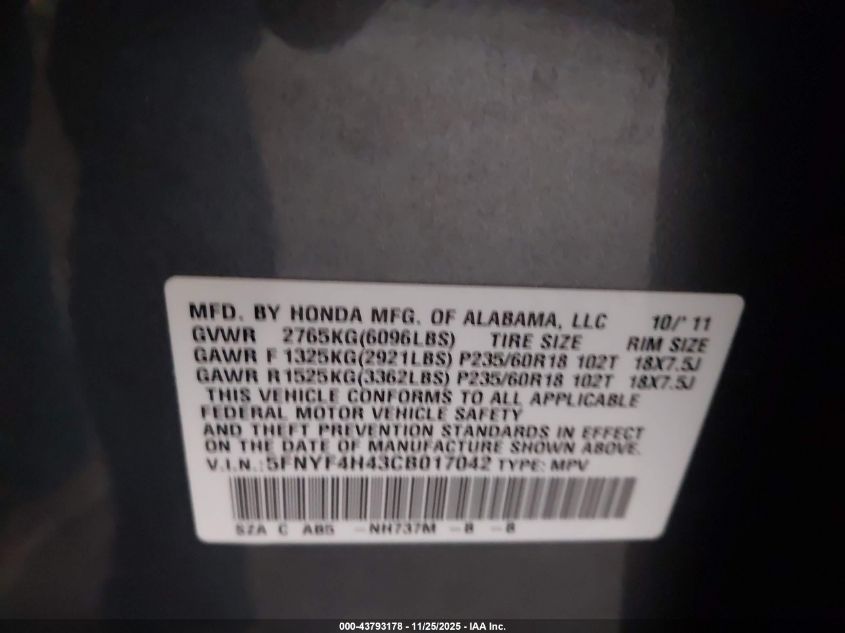 MFD. BY HONDA MFG. OF ALABAMA, LLC 10/' 11
GVWR 2765KG(6096LBS) TIRE SIZE RIM SIZE
GAWR F 1325KG(2921LBS) P235/60R18 102T 18X7.5J
GAWR R1525KG(3362LBS) P235/60R18 102T 18X7.5J
THIS VEHICLE CONFORMS TO ALL APPLICABLE
FEDERAL MOTOR VEHICLE SAFETY
AND THEFT PREVENTION STANDARDS IN EFFECT
ON THE DATE OF MANUFACTURE SHOWN ABOVE.
V.I.N.:5FNYF4H43CB017042 TYPE: MPV
SZA C AB5 -NH737M -B -B
000-43793178 - 11/25/2025 - IAA Inc.